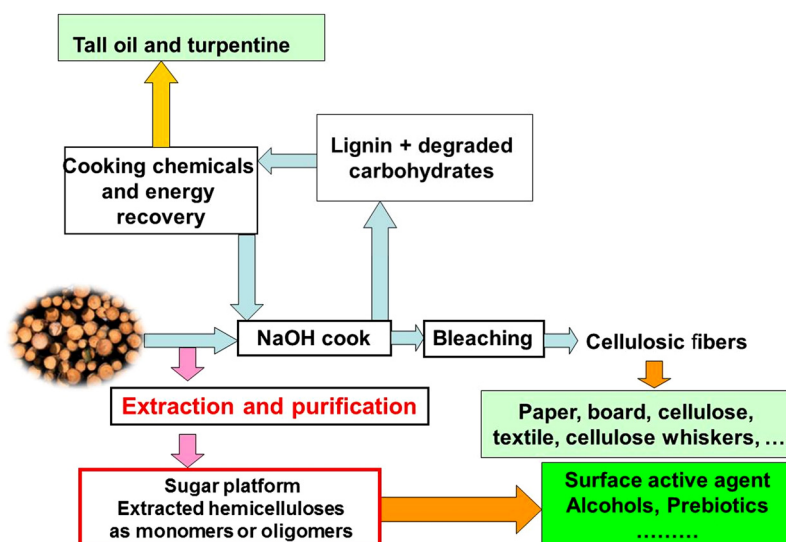 Tall oil and turpentine
Cooking chemicals
and energy
recovery
Lignin + degraded
carbohydrates
NaOH cook
Bleaching
Cellulosic fibers
Extraction and purification
Paper, board, cellulose,
textile, cellulose whiskers, ...
Sugar platform
Extracted hemicelluloses
as monomers or oligomers
Surface active agent
Alcohols, Prebiotics
.........